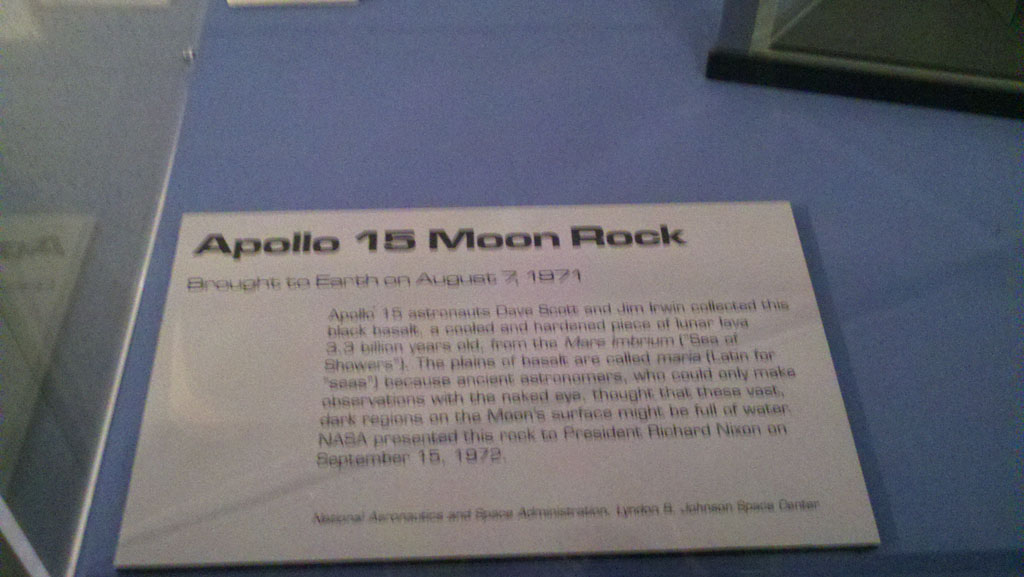 Apollo 15 Moon Rock
Brought to Earth on August 7, 1971
Apollo 15 astronauts Dave Scott and Jim Irwin collected this
black basalt, a cooled and hardened piece of lunar lava
3.3 billion years old, from the Mare Imbrium ("Sea of
Showers"). The plains of basalt are called maria (Latin for
"seas") because ancient astronomers, who could only make
observations with the naked eye, thought that these vast,
dark regions on the Moon's surface might be full of water.
NASA presented this rock to President Richard Nixon on
September 15, 1972.
National Aeronautics and Space Administration, Lyndon B. Johnson Space Center